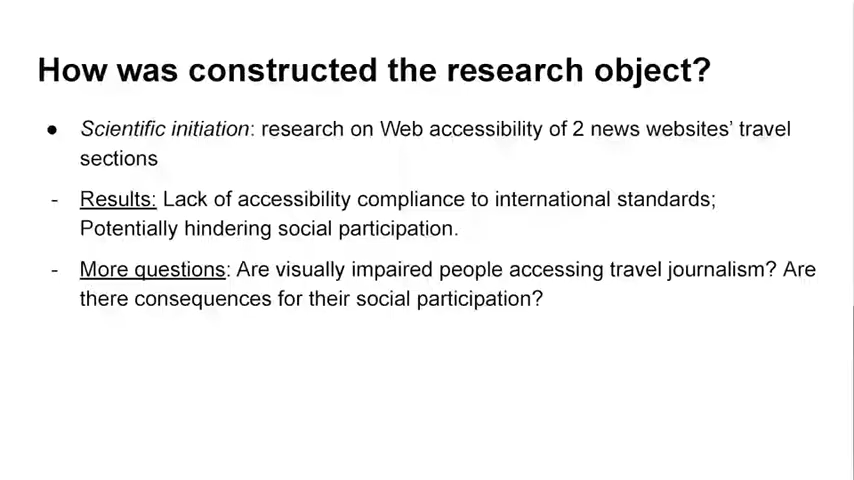 How was constructed the research object?
● Scientific initiation: research on Web accessibility of 2 news websites’ travel
sections
- Results: Lack of accessibility compliance to international standards;
Potentially hindering social participation.
- More questions: Are visually impaired people accessing travel journalism? Are
there consequences for their social participation?